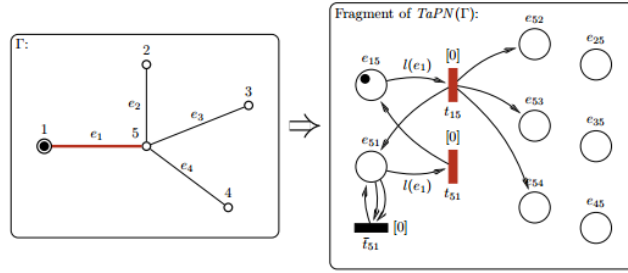 Γ:
2
3
1
e₁
e₂
5
e₃
e₄
4
⇒
Fragment of TaPN(Γ):
e₁₅
l(e₁)
[0]
t₁₅
e₅₂
e₂₅
e₅₁
[0]
e₅₃
e₃₅
l(e₁)
t₅₁
e₅₄
e₄₅
[0]
t̄₅₁